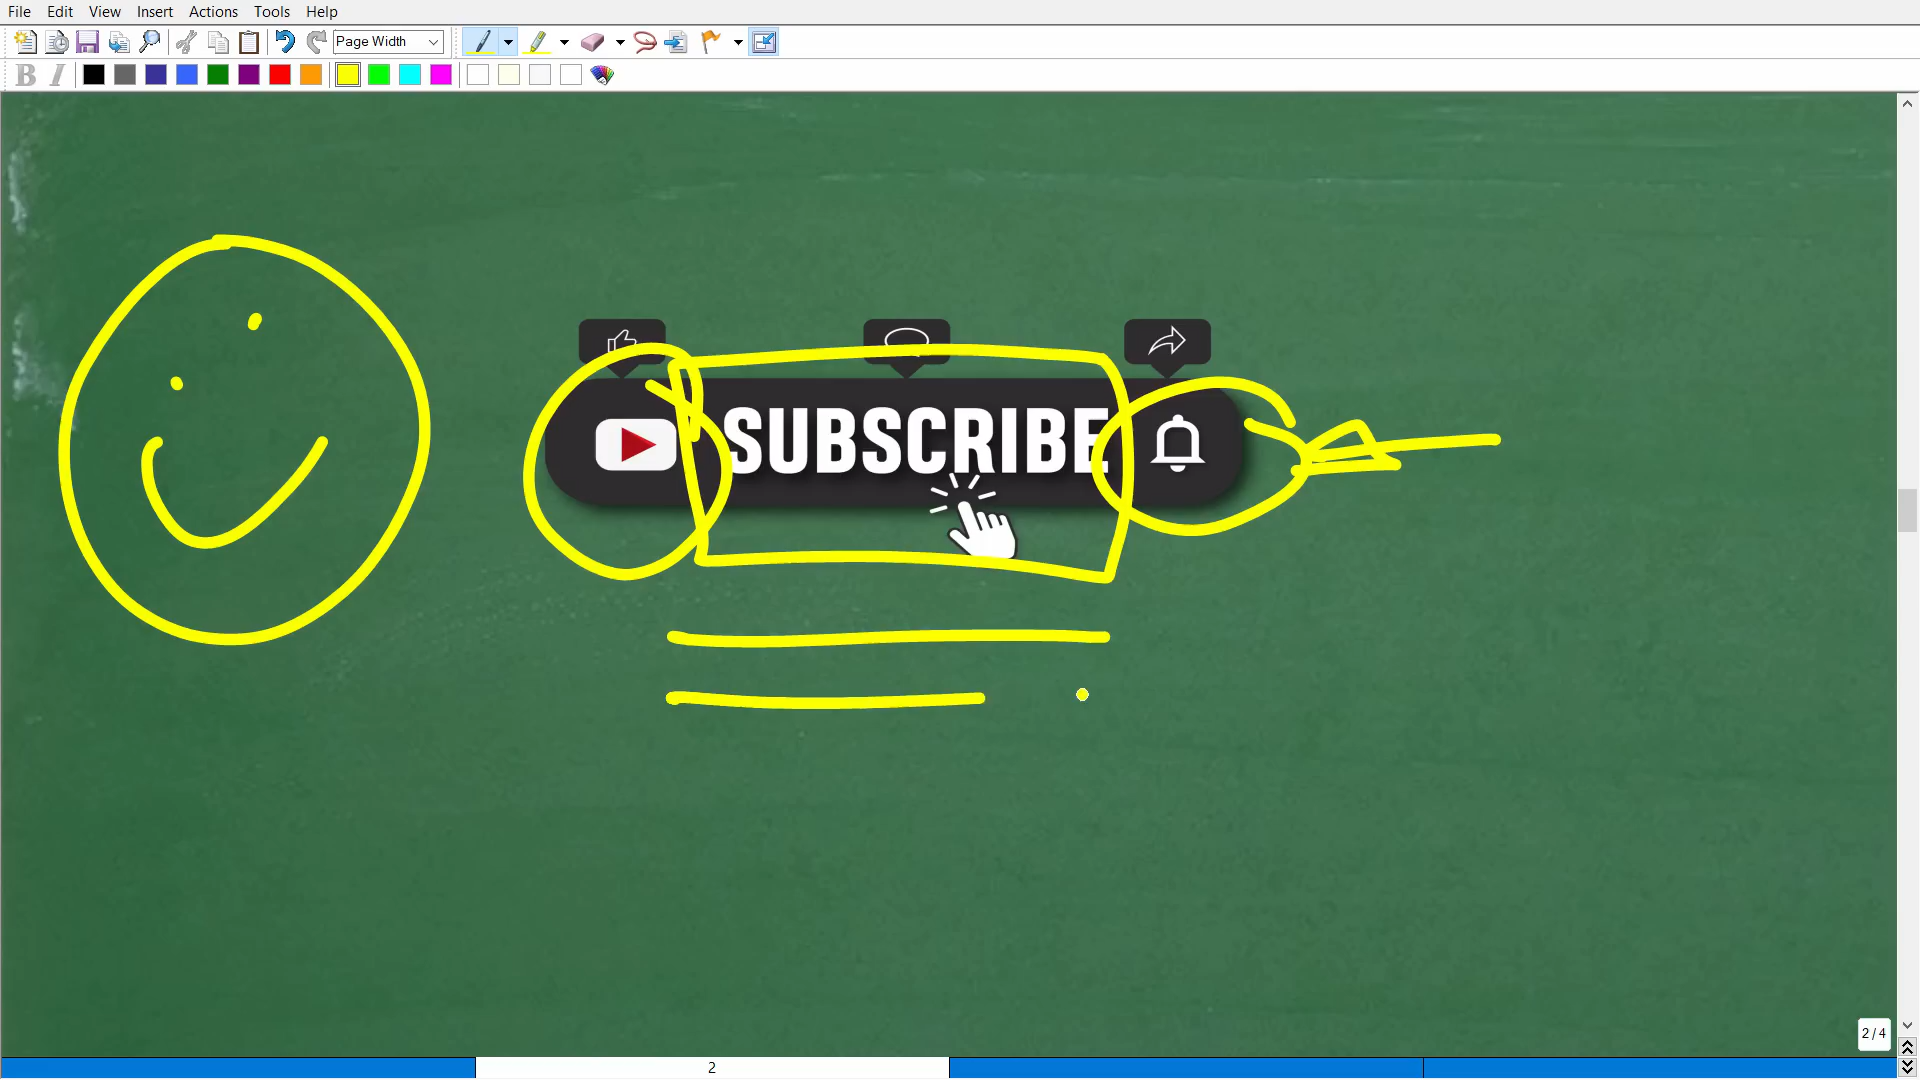 File Edit View Insert Actions Tools Help
Page Width
B I
SUBSCRIBE
2 / 4
2